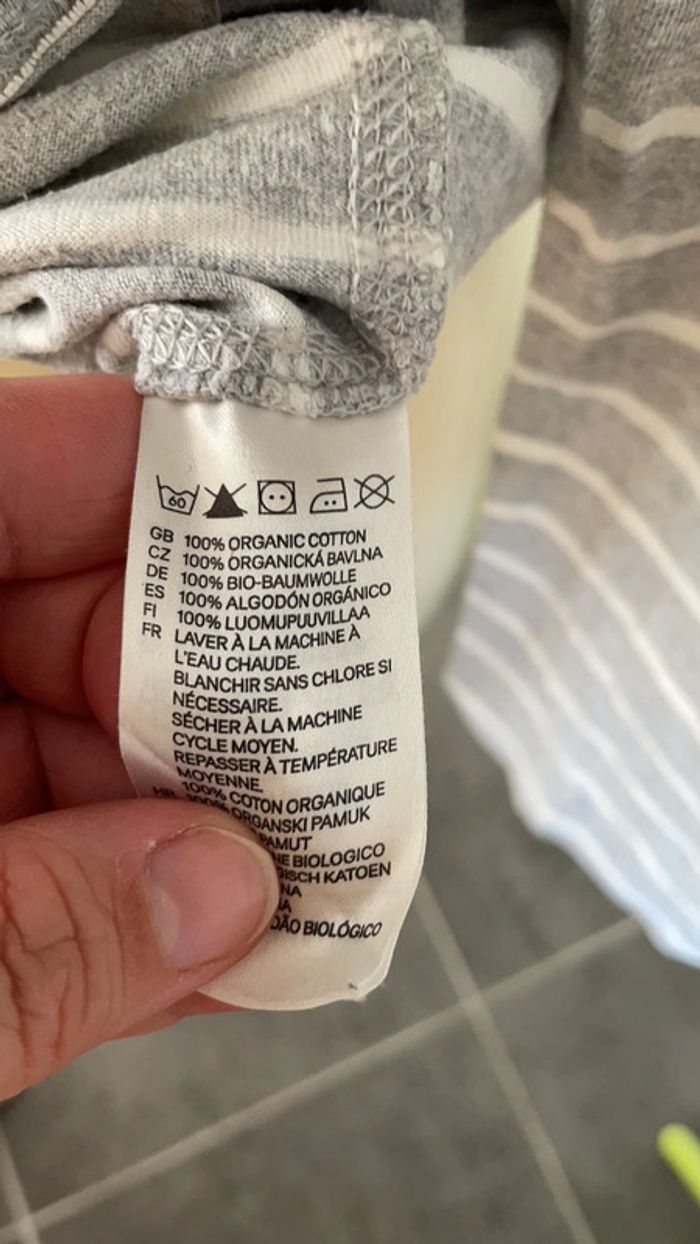 60
GB 100% ORGANIC COTTON
CZ 100% ORGANICKÁ BAVLNA
DE 100% BIO-BAUMWOLLE
ES 100% ALGODÓN ORGÁNICO
FI 100% LUOMUPUUVILLAA
FR LAVER À LA MACHINE À
L'EAU CHAUDE.
BLANCHIR SANS CHLORE SI
NÉCESSAIRE.
SÉCHER À LA MACHINE
CYCLE MOYEN.
REPASSER À TEMPÉRATURE
MOYENNE.
100% COTON ORGANIQUE
100% ORGANSKI PAMUK
PAMUT
BIOLOGICO
KATOEN
BIOLÓGICO